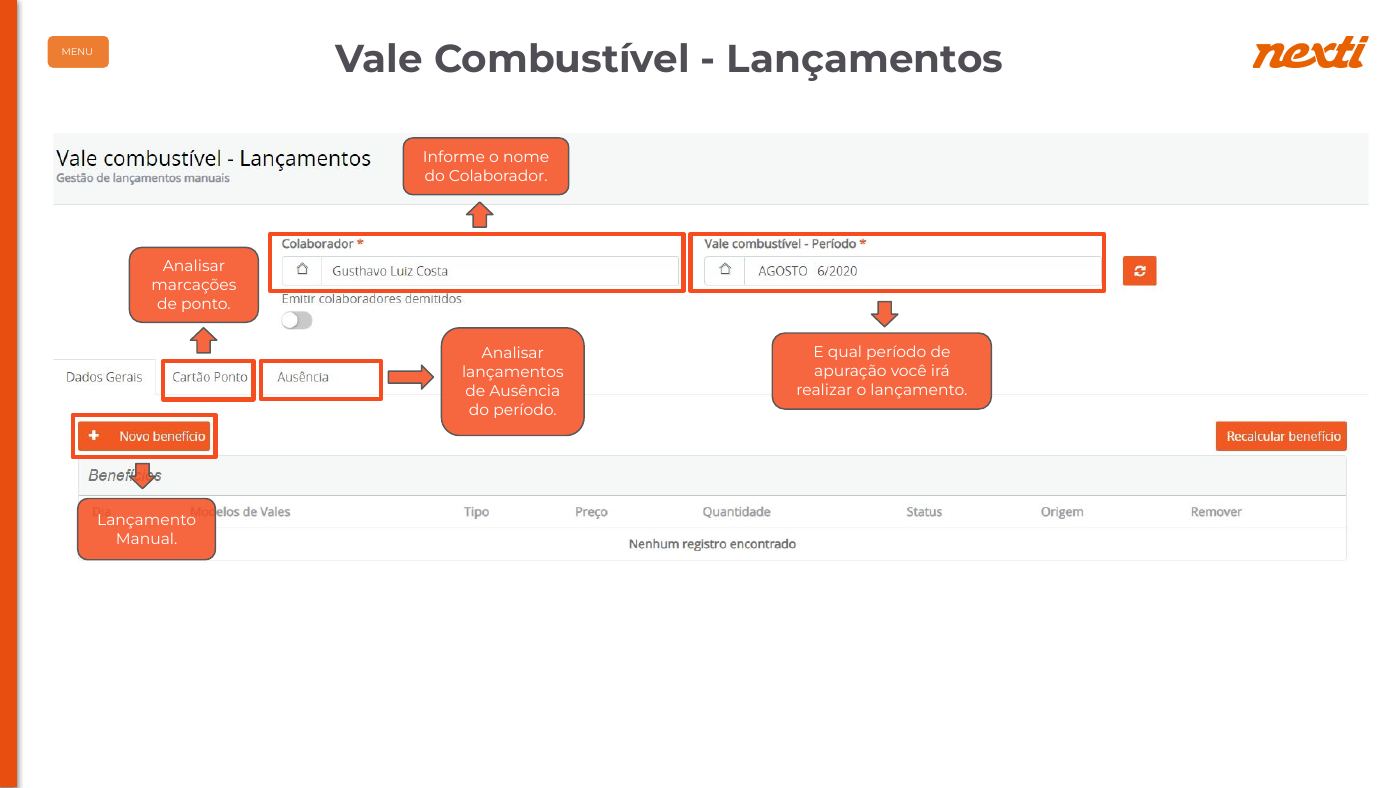 MENU
Vale Combustível - Lançamentos
nexti
Vale combustível - Lançamentos
Gestão de lançamentos manuais
Informe o nome
do Colaborador.
Colaborador *
Gusthavo Luiz Costa
Emitir colaboradores demitidos
Vale combustível - Período *
AGOSTO 6/2020
Analisar
marcações
de ponto.
Analisar
lançamentos
de Ausência
do período.
E qual período de
apuração você irá
realizar o lançamento.
Dados Gerais
Cartão Ponto
Ausência
+ Novo benefício
Recalcular benefício
Benefícios
Lançamento
Manual.
Dia Modelos de Vales Tipo Preço Quantidade Status Origem Remover
Nenhum registro encontrado